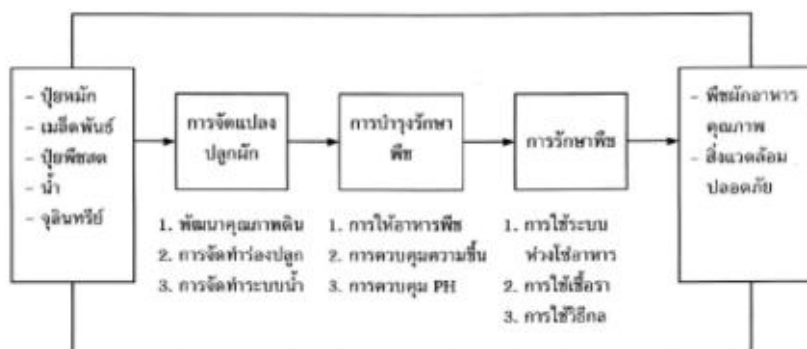 - ปุ๋ยหมัก
- เมล็ดพันธ์
- ปุ๋ยพืชสด
- น้ำ
- จุลินทรีย์
การจัดแปลง
ปลูกผัก
1. พัฒนาคุณภาพดิน
2. การจัดทำร่องปลูก
3. การจัดทำระบบน้ำ
การบำรุงรักษา
พืช
1. การให้อาหารพืช
2. การควบคุมความชื้น
3. การควบคุม PH
การรักษาพืช
1. การใช้ระบบ
ห่วงโซ่อาหาร
2. การใช้เชื้อรา
3. การใช้วิธีกล
- พืชผักอาหาร
คุณภาพ
- สิ่งแวดล้อม
ปลอดภัย